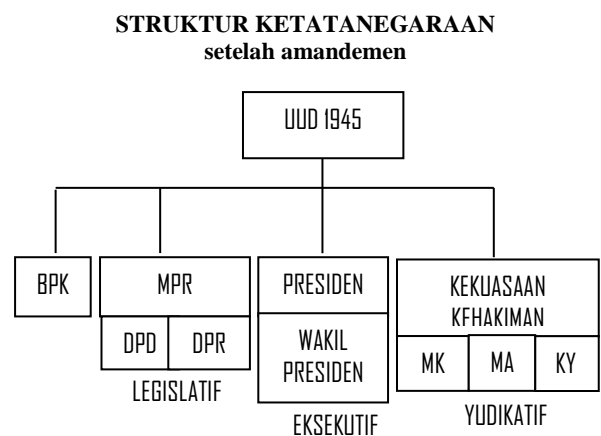 STRUKTUR KETATANEGARAAN
setelah amandemen
UUD 1945
BPK
MPR
DPD
DPR
LEGISLATIF
PRESIDEN
WAKIL
PRESIDEN
EKSEKUTIF
KEKUASAAN
KEHAKIMAN
MK
MA
KY
YUDIKATIF